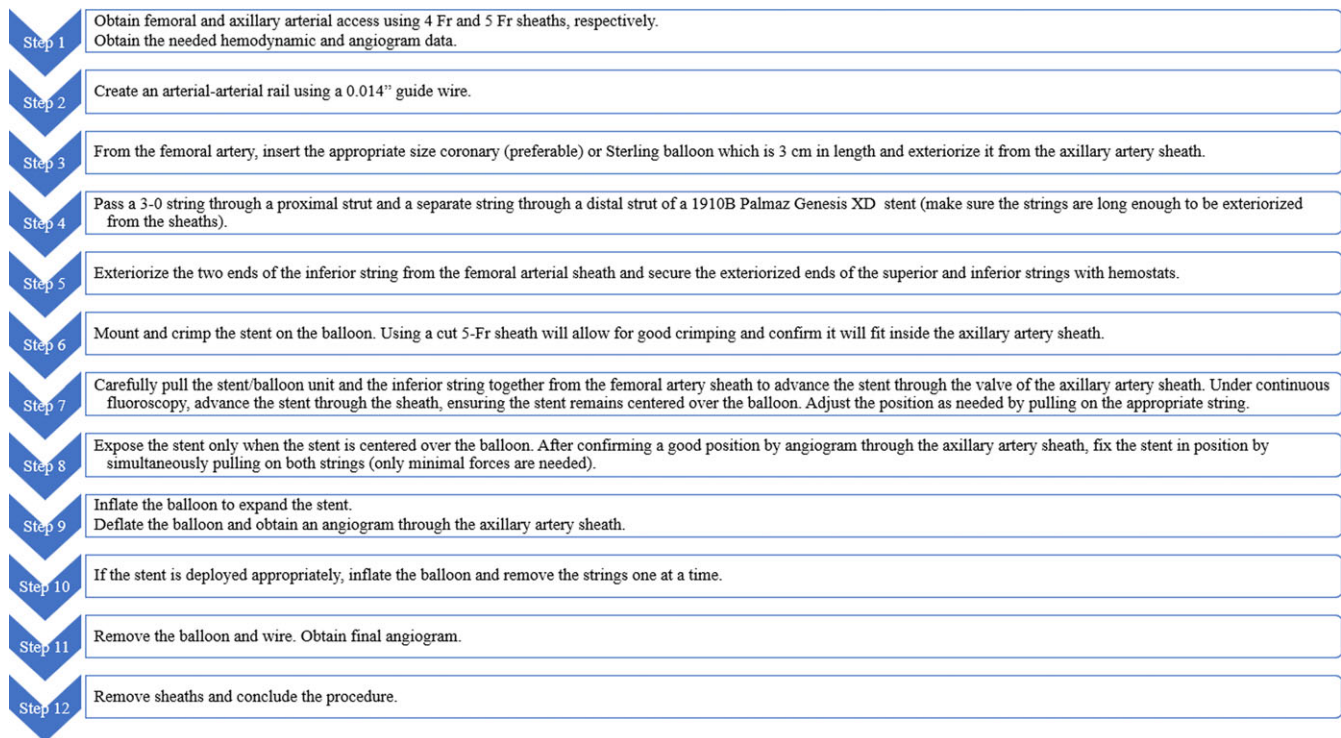 Step 1
Obtain femoral and axillary arterial access using 4 Fr and 5 Fr sheaths, respectively.
Obtain the needed hemodynamic and angiogram data.
Step 2
Create an arterial-arterial rail using a 0.014” guide wire.
Step 3
From the femoral artery, insert the appropriate size coronary (preferable) or Sterling balloon which is 3 cm in length and exteriorize it from the axillary artery sheath.
Step 4
Pass a 3-0 string through a proximal strut and a separate string through a distal strut of a 1910B Palmaz Genesis XD stent (make sure the strings are long enough to be exteriorized
from the sheaths).
Step 5
Exteriorize the two ends of the inferior string from the femoral arterial sheath and secure the exteriorized ends of the superior and inferior strings with hemostats.
Step 6
Mount and crimp the stent on the balloon. Using a cut 5-Fr sheath will allow for good crimping and confirm it will fit inside the axillary artery sheath.
Step 7
Carefully pull the stent/balloon unit and the inferior string together from the femoral artery sheath to advance the stent through the valve of the axillary artery sheath. Under continuous
fluoroscopy, advance the stent through the sheath, ensuring the stent remains centered over the balloon. Adjust the position as needed by pulling on the appropriate string.
Step 8
Expose the stent only when the stent is centered over the balloon. After confirming a good position by angiogram through the axillary artery sheath, fix the stent in position by
simultaneously pulling on both strings (only minimal forces are needed).
Step 9
Inflate the balloon to expand the stent.
Deflate the balloon and obtain an angiogram through the axillary artery sheath.
Step 10
If the stent is deployed appropriately, inflate the balloon and remove the strings one at a time.
Step 11
Remove the balloon and wire. Obtain final angiogram.
Step 12
Remove sheaths and conclude the procedure.